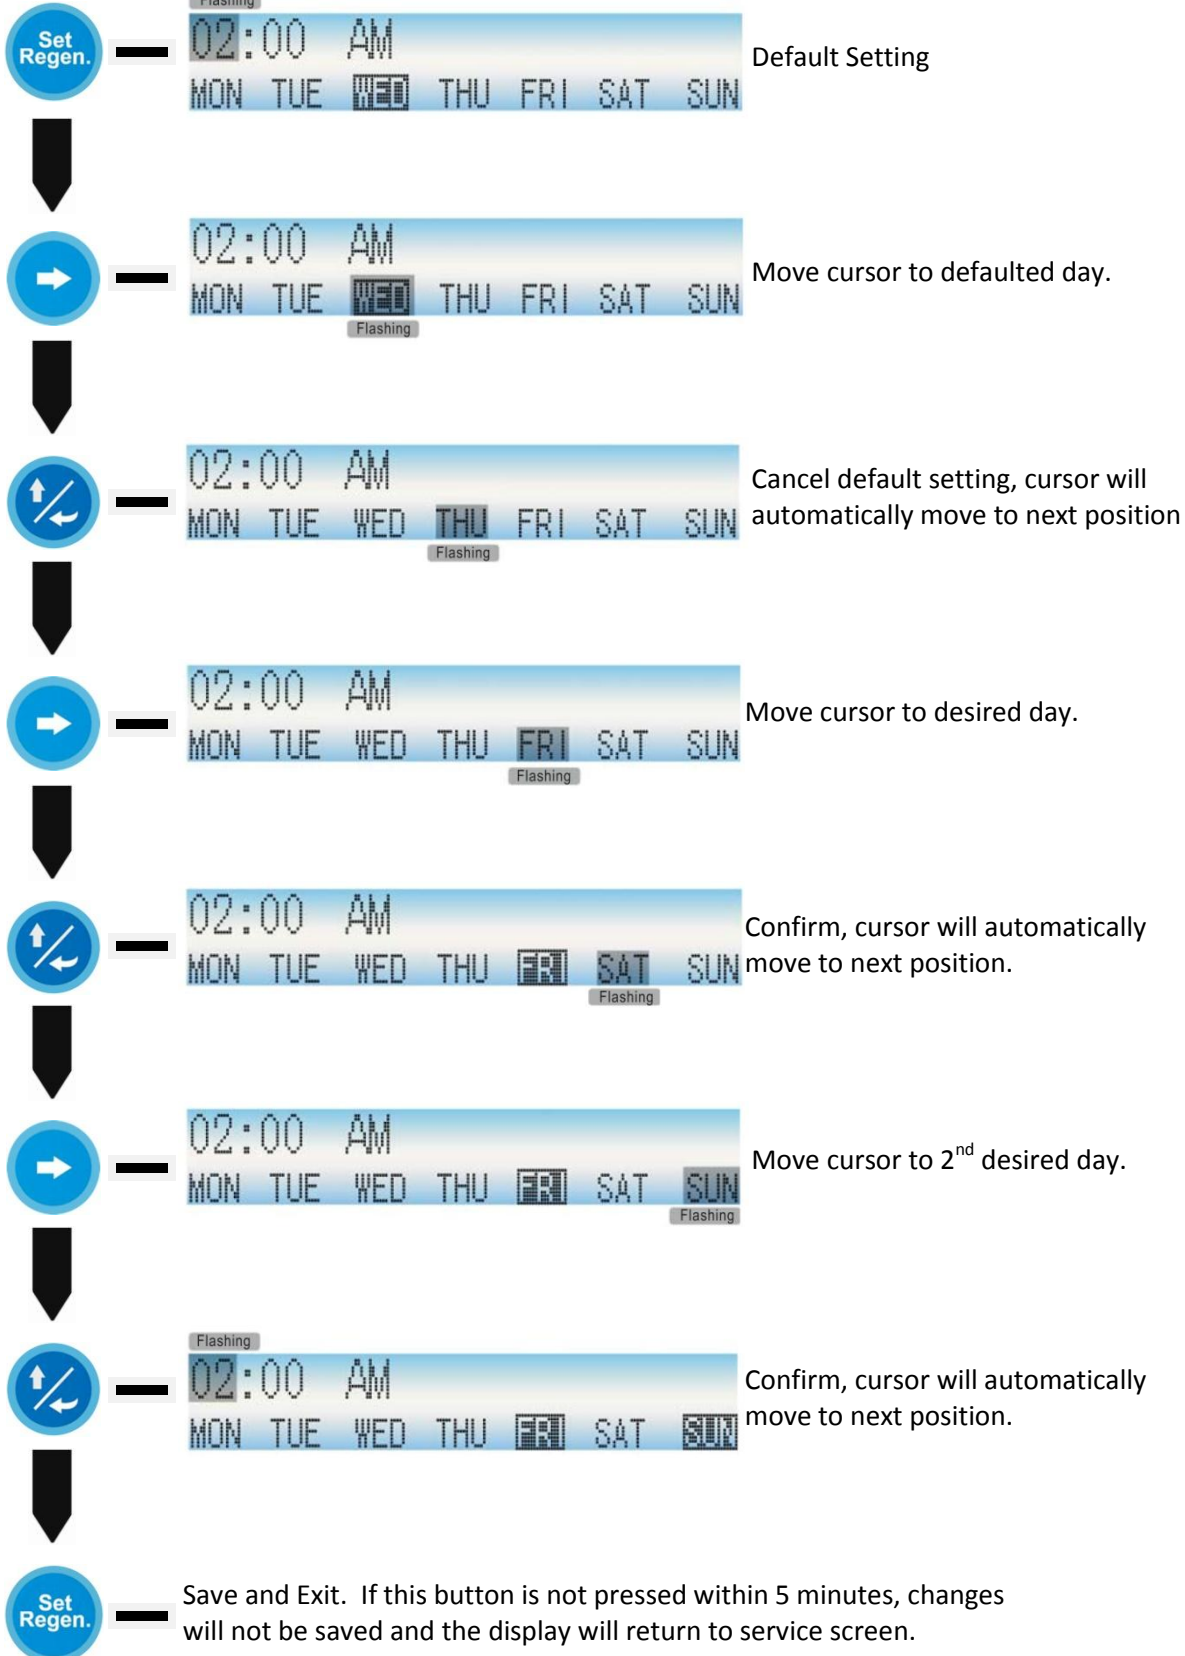 Flashing
Set
Regen.
02:00 AM
MON TUE WED THU FRI SAT SUN
Default Setting
02:00 AM
MON TUE WED THU FRI SAT SUN
Flashing
Move cursor to defaulted day.
02:00 AM
MON TUE WED THU FRI SAT SUN
Flashing
Cancel default setting, cursor will
automatically move to next position
02:00 AM
MON TUE WED THU FRI SAT SUN
Flashing
Move cursor to desired day.
02:00 AM
MON TUE WED THU FRI SAT SUN
Flashing
Confirm, cursor will automatically
move to next position.
02:00 AM
MON TUE WED THU FRI SAT SUN
Flashing
Move cursor to 2nd desired day.
Flashing
02:00 AM
MON TUE WED THU FRI SAT SUN
Confirm, cursor will automatically
move to next position.
Set
Regen.
Save and Exit. If this button is not pressed within 5 minutes, changes
will not be saved and the display will return to service screen.